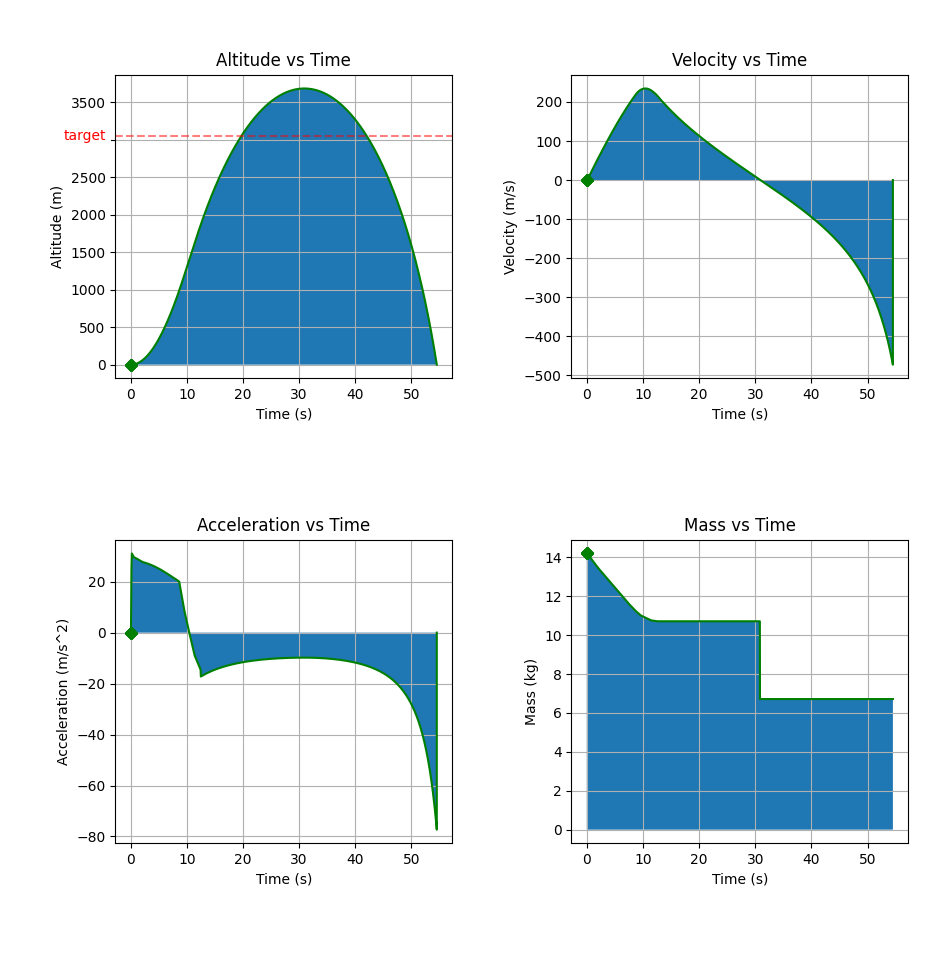 Altitude vs Time
3500
target
2500
2000
1500
1000
500
0
Altitude (m)
0 10 20 30 40 50
Time (s)
Velocity vs Time
200
100
0
−100
−200
−300
−400
−500
Velocity (m/s)
0 10 20 30 40 50
Time (s)
Acceleration vs Time
20
0
−20
−40
−60
−80
Acceleration (m/s^2)
0 10 20 30 40 50
Time (s)
Mass vs Time
14
12
10
8
6
4
2
0
Mass (kg)
0 10 20 30 40 50
Time (s)